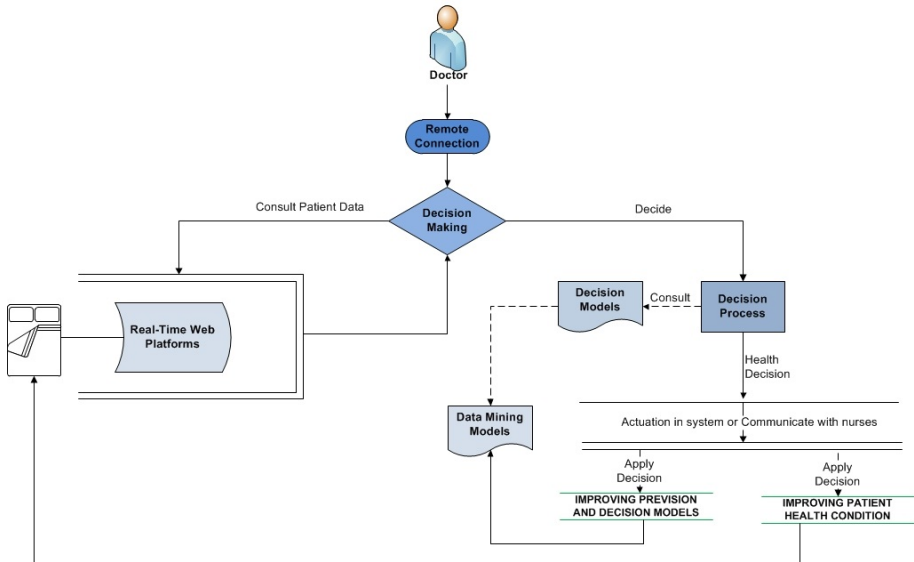 Doctor
Remote
Connection
Consult Patient Data
Decision
Making
Decide
Real-Time Web
Platforms
Decision
Models
Consult
Decision
Process
Health
Decision
Data Mining
Models
Actuation in system or Communicate with nurses
Apply
Decision
Apply
Decision
IMPROVING PREVISION
AND DECISION MODELS
IMPROVING PATIENT
HEALTH CONDITION